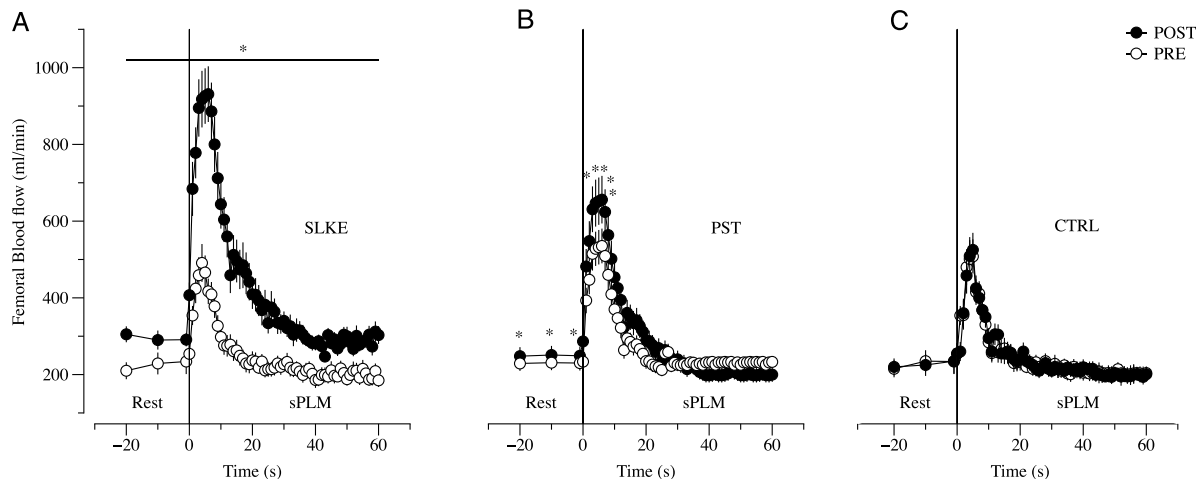 A
B
C
POST
PRE
*
1000
800
600
400
200
Femoral Blood flow (ml/min)
SLKE
Rest
sPLM
−20
0
20
40
60
Time (s)
* ** * *
* * *
PST
Rest
sPLM
−20
0
20
40
60
Time (s)
CTRL
Rest
sPLM
−20
0
20
40
60
Time (s)